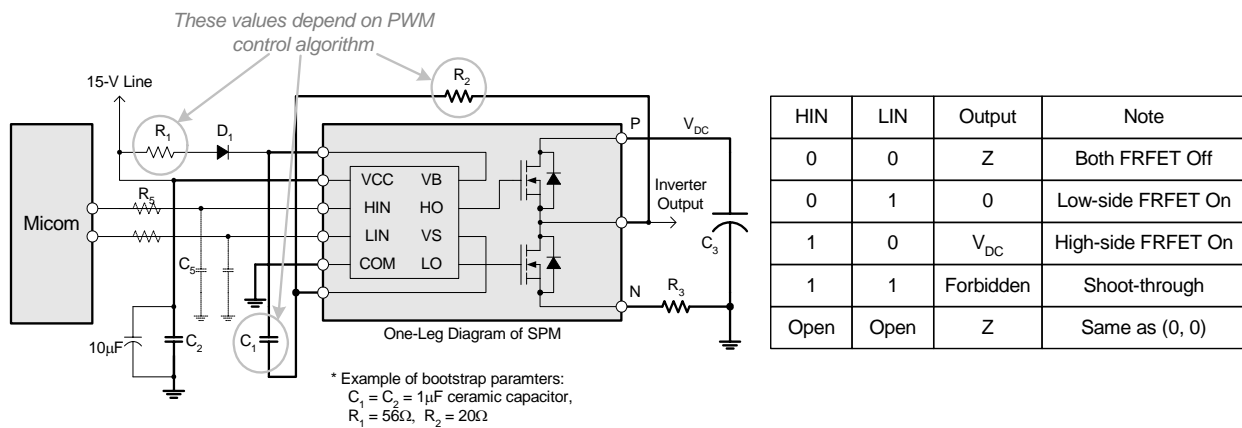 These values depend on PWM
control algorithm
15-V Line
R1
D1
R2
P
VDC
Micom
R5
C5
VCC
VB
HIN
HO
LIN
VS
COM
LO
Inverter
Output
C3
N
R3
10μF
C2
C1
One-Leg Diagram of SPM
* Example of bootstrap paramters:
C1 = C2 = 1μF ceramic capacitor,
R1 = 56Ω, R2 = 20Ω
HIN LIN Output Note
0 0 Z Both FRFET Off
0 1 0 Low-side FRFET On
1 0 VDC High-side FRFET On
1 1 Forbidden Shoot-through
Open Open Z Same as (0, 0)